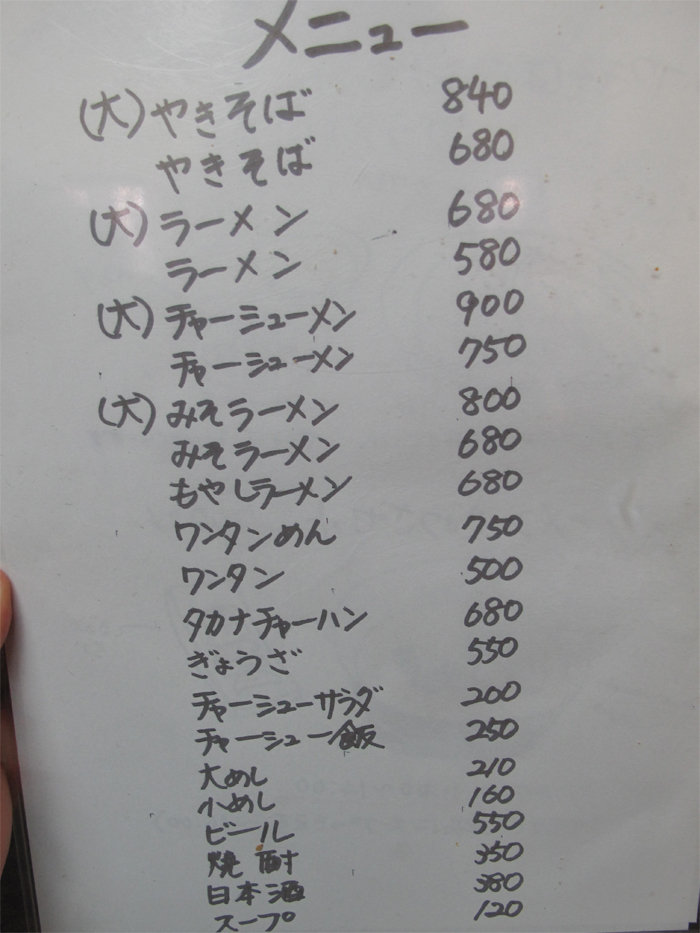 メニュー
(大)やきそば 840
やきそば 680
(大)ラーメン 680
ラーメン 580
(大)チャーシューメン 900
チャーシューメン 750
(大)みそラーメン 800
みそラーメン 680
もやしラーメン 680
ワンタンめん 750
ワンタン 500
タカナチャーハン 680
ぎょうざ 550
チャーシューサラダ 200
チャーシュー飯 250
大めし 210
小めし 160
ビール 550
焼酎 350
日本酒 380
スープ 120